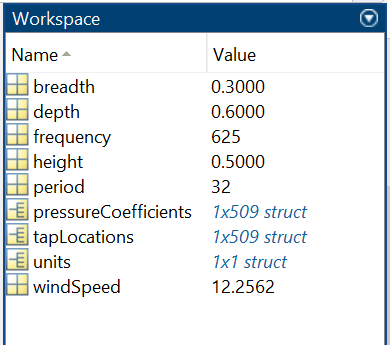 Workspace
Name Value
breadth 0.3000
depth 0.6000
frequency 625
height 0.5000
period 32
pressureCoefficients 1x509 struct
tapLocations 1x509 struct
units 1x1 struct
windSpeed 12.2562